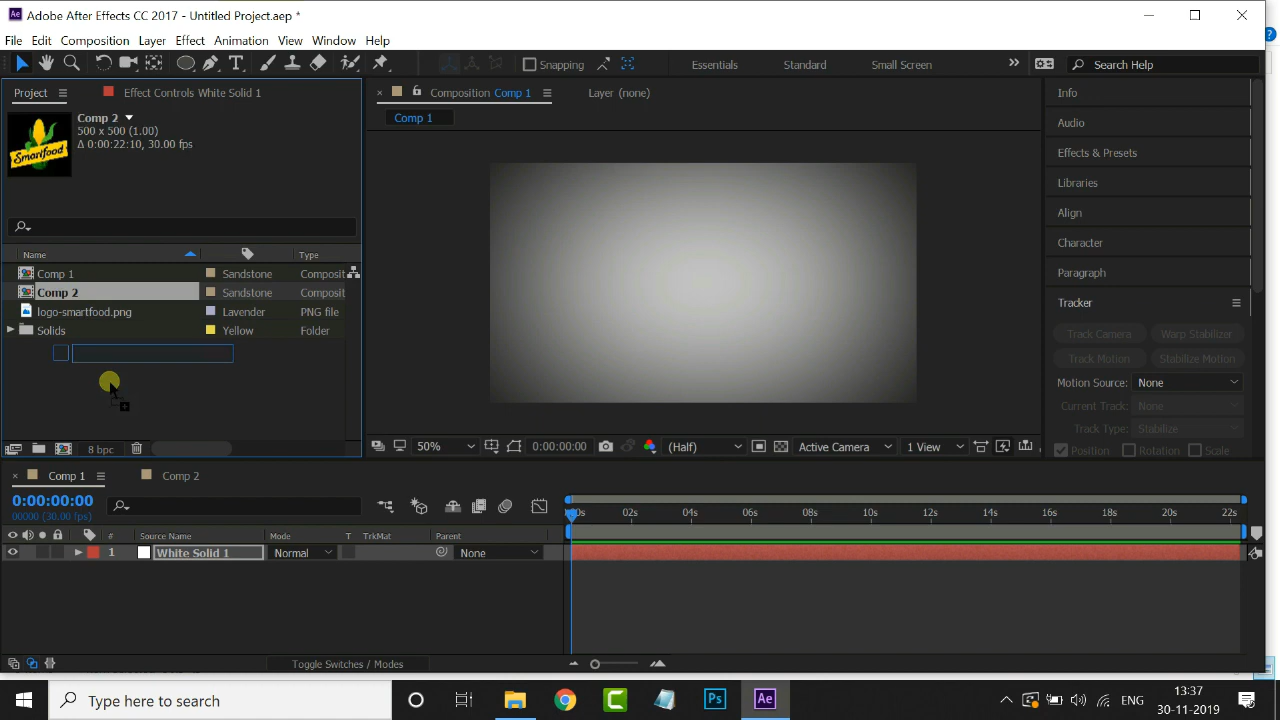 Adobe After Effects CC 2017 - Untitled Project.aep *
File Edit Composition Layer Effect Animation View Window Help
Snapping Essentials Standard Small Screen » Search Help
Project Effect Controls White Solid 1
Composition Comp 1 Layer (none)
Info
Comp 2
500 x 500 (1.00)
Δ 0:00:22:10, 30.00 fps
Smartfood
Comp 1
Audio
Effects & Presets
Libraries
Align
Character
Paragraph
Tracker
Name Type
Comp 1 Sandstone Composit
Comp 2 Sandstone Composit
logo-smartfood.png Lavender PNG file
Solids Yellow Folder
Track Camera Warp Stabilizer
Track Motion Stabilize Motion
Motion Source: None
Current Track: None
Track Type: Stabilize
Position Rotation Scale
8 bpc
50% 0:00:00:00 (Half) Active Camera 1 View
Comp 1 Comp 2
0:00:00:00
00000 (30.00 fps)
00s 02s 04s 06s 08s 10s 12s 14s 16s 18s 20s 22s
# Source Name Mode T TrkMat Parent
1 White Solid 1 Normal None
Toggle Switches / Modes
Type here to search
Ps Ae
ENG
13:37
30-11-2019